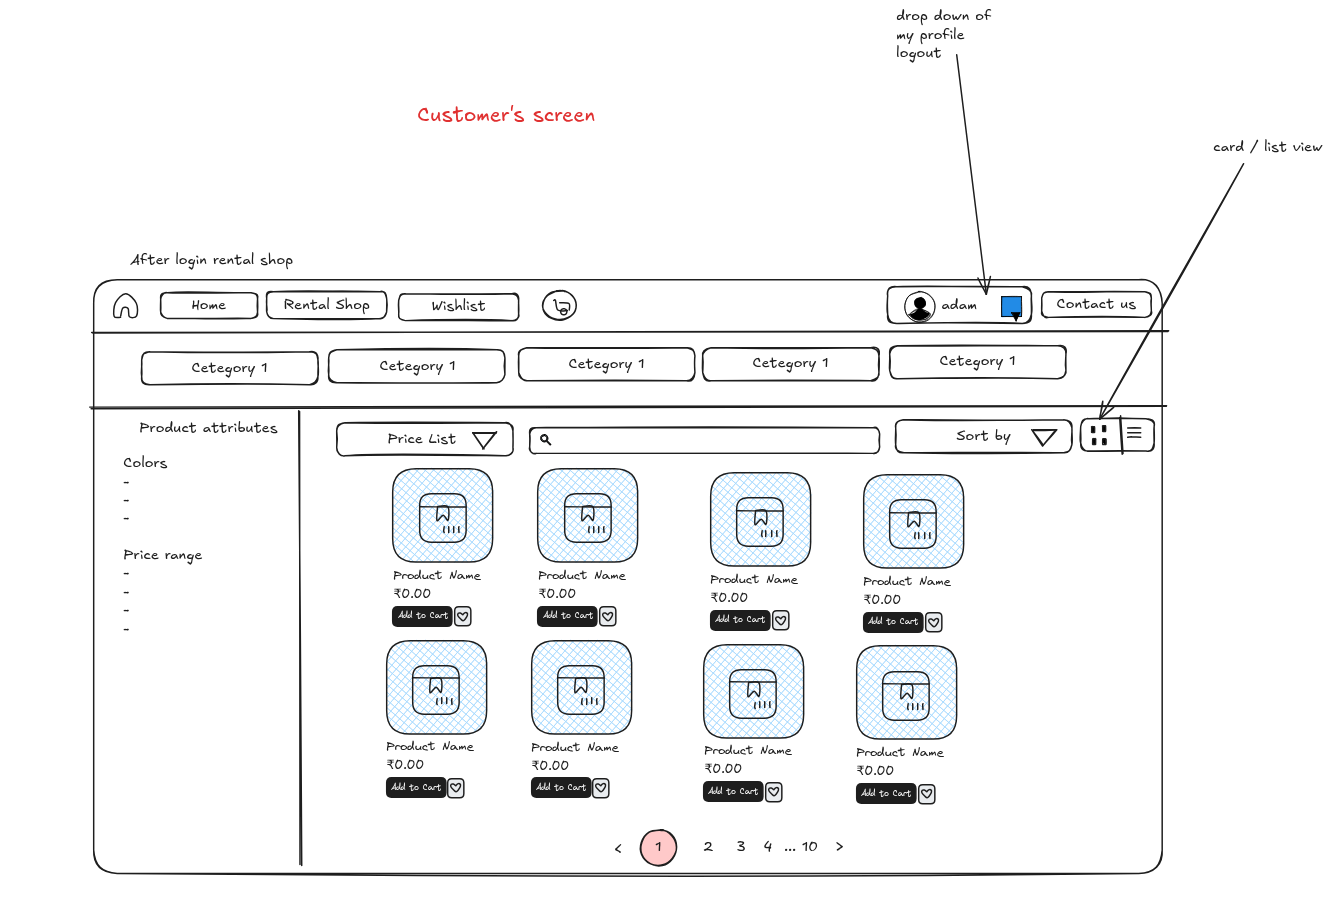 drop down of
my profile
logout
Customer's screen
card / list view
After login rental shop
Home
Rental Shop
Wishlist
adam
Contact us
Cetegory 1
Cetegory 1
Cetegory 1
Cetegory 1
Cetegory 1
Product attributes
Colors
-
-
-
Price range
-
-
-
-
Price List
Sort by
Product Name
₹0.00
Add to Cart
Product Name
₹0.00
Add to Cart
Product Name
₹0.00
Add to Cart
Product Name
₹0.00
Add to Cart
Product Name
₹0.00
Add to Cart
Product Name
₹0.00
Add to Cart
Product Name
₹0.00
Add to Cart
Product Name
₹0.00
Add to Cart
< 1 2 3 4 ... 10 >